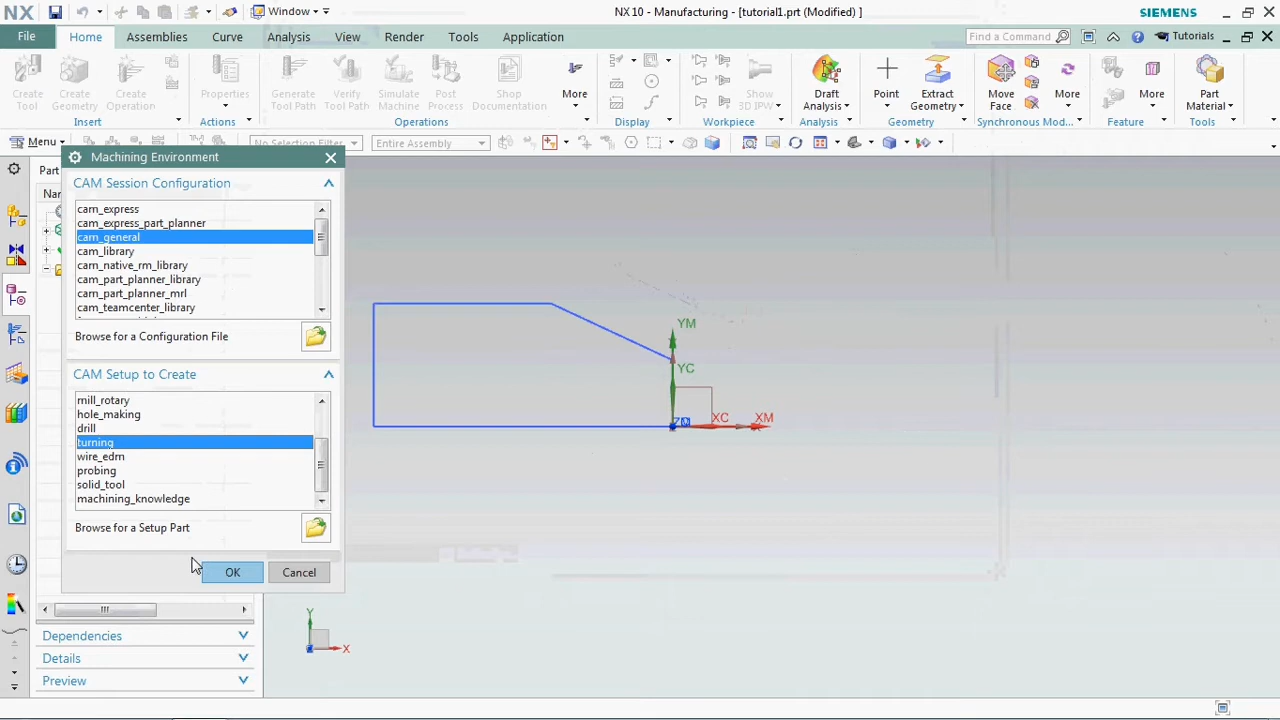 NX Window NX 10 - Manufacturing - [tutorial1.prt (Modified) ] SIEMENS
File Home Assemblies Curve Analysis View Render Tools Application Find a Command Tutorials
Create Tool Create Geometry Create Operation Properties Generate Tool Path Verify Tool Path Simulate Machine Post Process Shop Documentation More Show 3D IPW Draft Analysis Point Extract Geometry Move Face More More Part Material
Insert Actions Operations Display Workpiece Analysis Geometry Synchronous Mod... Feature Tools
Menu No Selection Filter Entire Assembly
Machining Environment
Part
CAM Session Configuration
Nar
cam_express
cam_express_part_planner
cam_general
cam_library
cam_native_rm_library
cam_part_planner_library
cam_part_planner_mrl
cam_teamcenter_library
Browse for a Configuration File
CAM Setup to Create
mill_rotary
hole_making
drill
turning
wire_edm
probing
solid_tool
machining_knowledge
Browse for a Setup Part
OK Cancel
YM
YC
XC XM
Y
X
Dependencies
Details
Preview